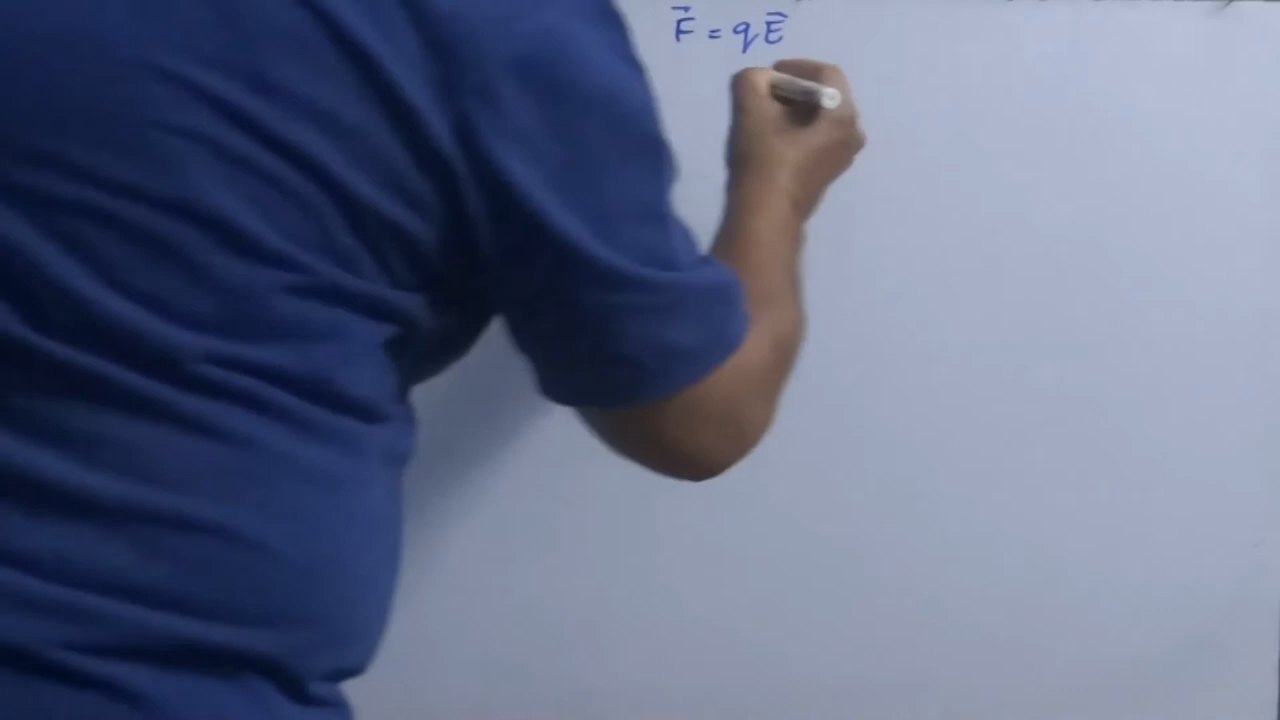 F⃗ = qE⃗